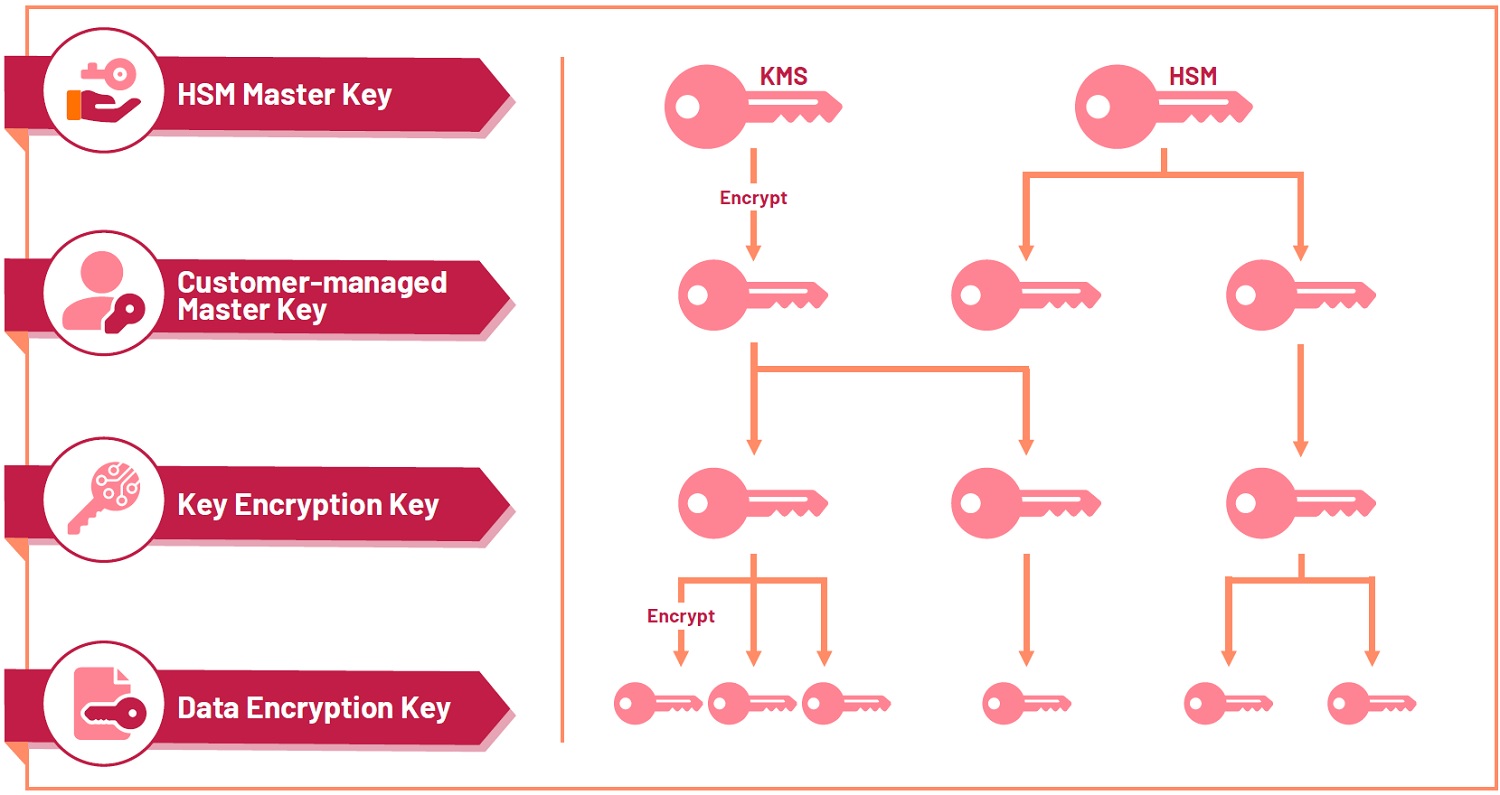 HSM Master Key
KMS
HSM
Encrypt
Customer-managed
Master Key
Key Encryption Key
Encrypt
Data Encryption Key